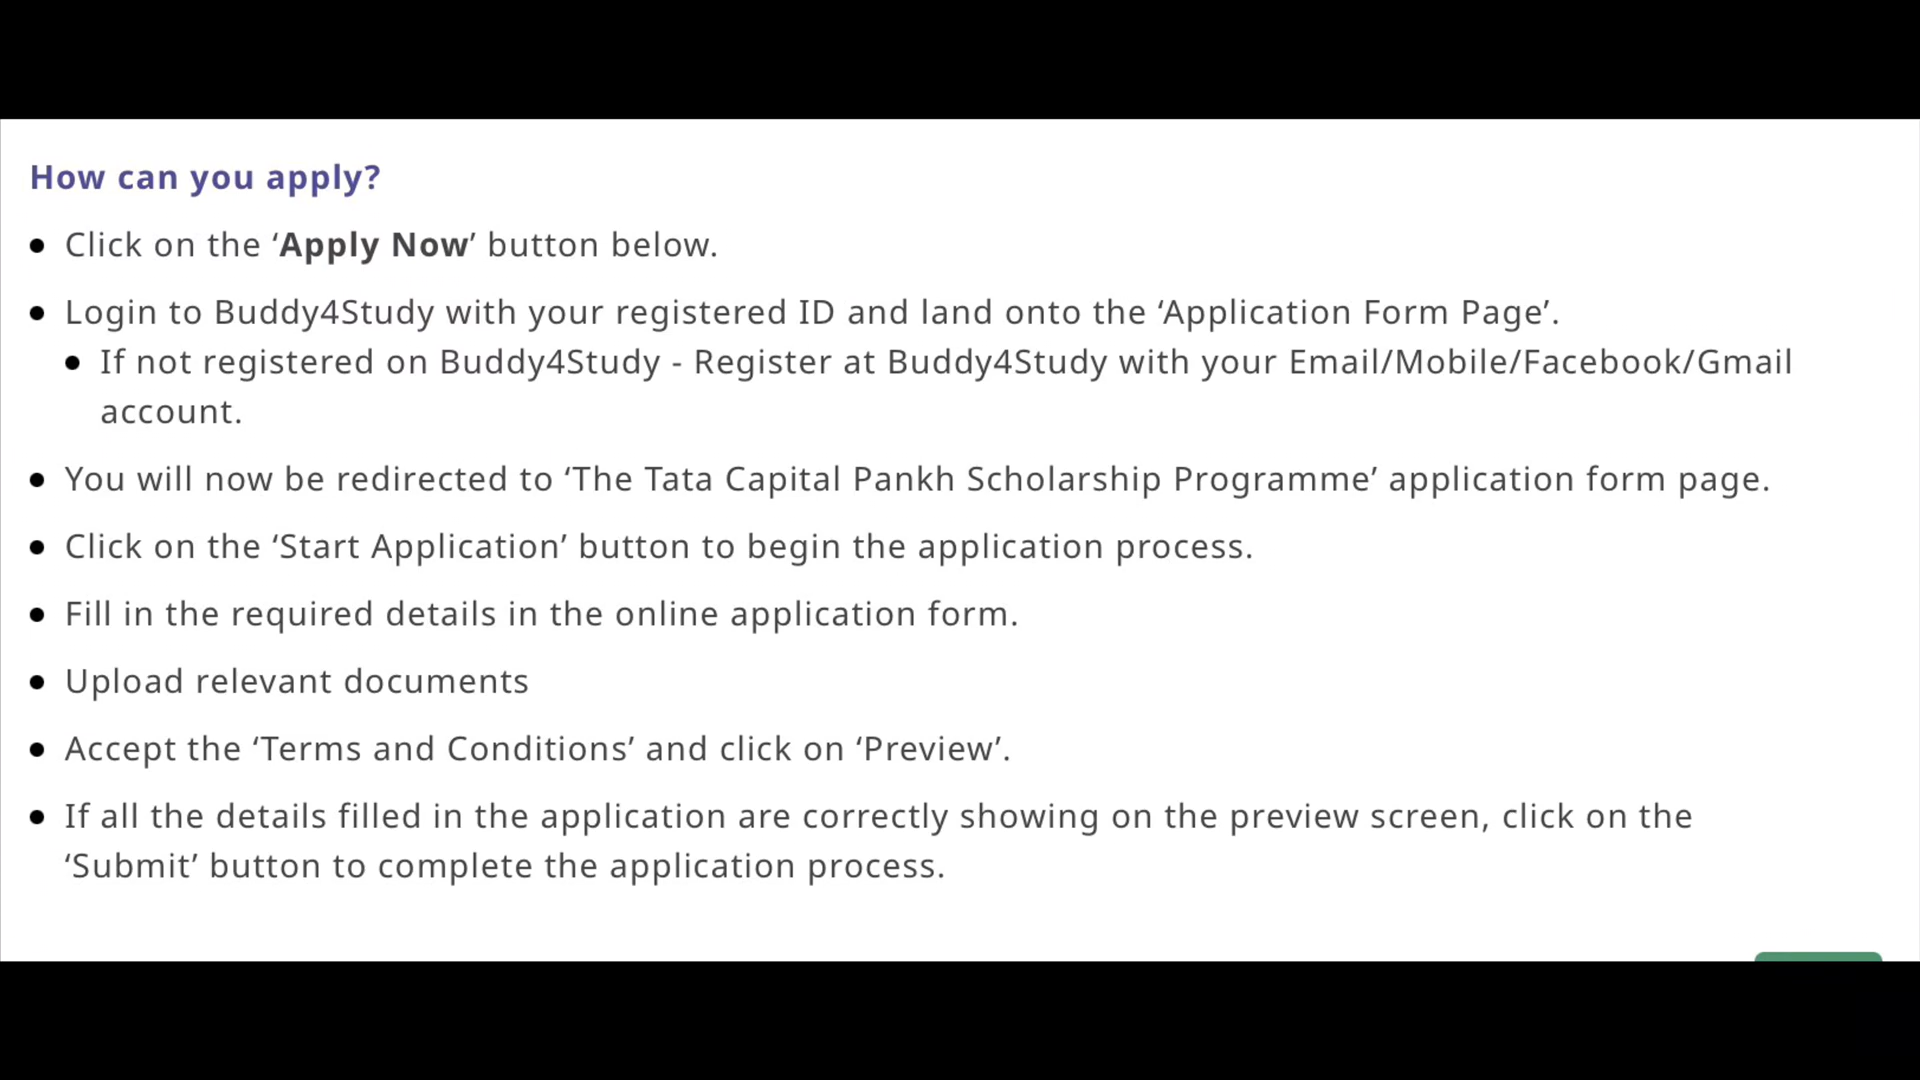 How can you apply?
Click on the ‘Apply Now’ button below.
Login to Buddy4Study with your registered ID and land onto the ‘Application Form Page’.
If not registered on Buddy4Study - Register at Buddy4Study with your Email/Mobile/Facebook/Gmail
account.
You will now be redirected to ‘The Tata Capital Pankh Scholarship Programme’ application form page.
Click on the ‘Start Application’ button to begin the application process.
Fill in the required details in the online application form.
Upload relevant documents
Accept the ‘Terms and Conditions’ and click on ‘Preview’.
If all the details filled in the application are correctly showing on the preview screen, click on the
‘Submit’ button to complete the application process.